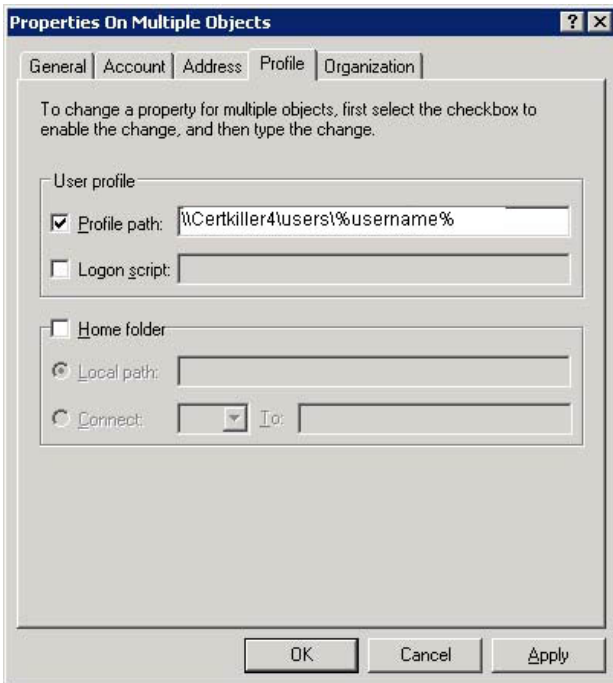 Properties On Multiple Objects
General Account Address Profile Organization
To change a property for multiple objects, first select the checkbox to
enable the change, and then type the change.
User profile
Profile path: \\Certkiller4\users\%username%
Logon script:
Home folder
Local path:
Connect: To:
OK Cancel Apply